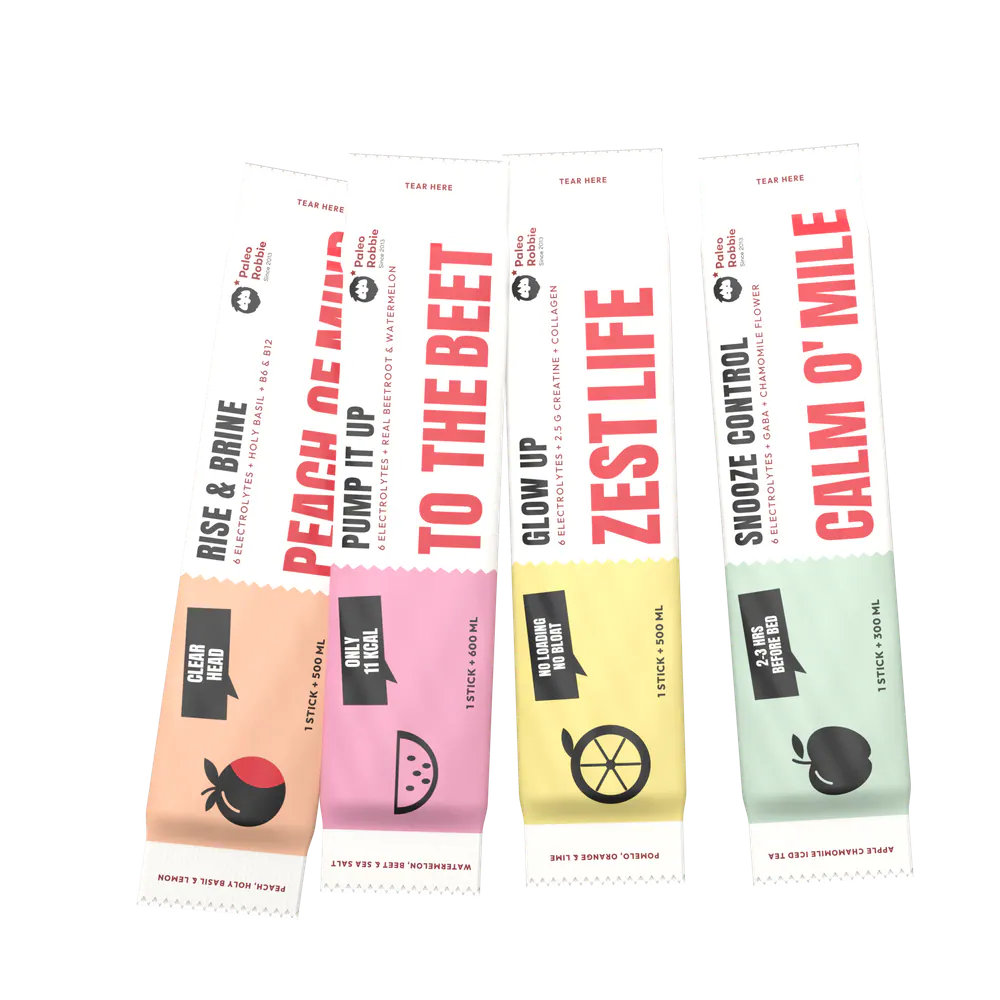 TEAR HERE
Paleo
Robbie
Since 2013
RISE & BRINE
6 ELECTROLYTES + HOLY BASIL + B6 & B12
PEACH OF MIND
CLEAR
HEAD
1 STICK + 500 ML
PEACH, HOLY BASIL & LEMON
TEAR HERE
Paleo
Robbie
Since 2013
PUMP IT UP
6 ELECTROLYTES + REAL BEETROOT & WATERMELON
TO THE BEET
ONLY
11 KCAL
1 STICK + 600 ML
WATERMELON, BEET & SEA SALT
TEAR HERE
Paleo
Robbie
Since 2013
GLOW UP
6 ELECTROLYTES + 2.5 G CREATINE + COLLAGEN
ZEST LIFE
NO LOADING
NO BLOAT
1 STICK + 500 ML
POMELO, ORANGE & LIME
TEAR HERE
Paleo
Robbie
Since 2013
SNOOZE CONTROL
6 ELECTROLYTES + GABA + CHAMOMILE FLOWER
CALM O' MILE
2-3 HRS
BEFORE BED
1 STICK + 300 ML
APPLE CHAMOMILE ICED TEA